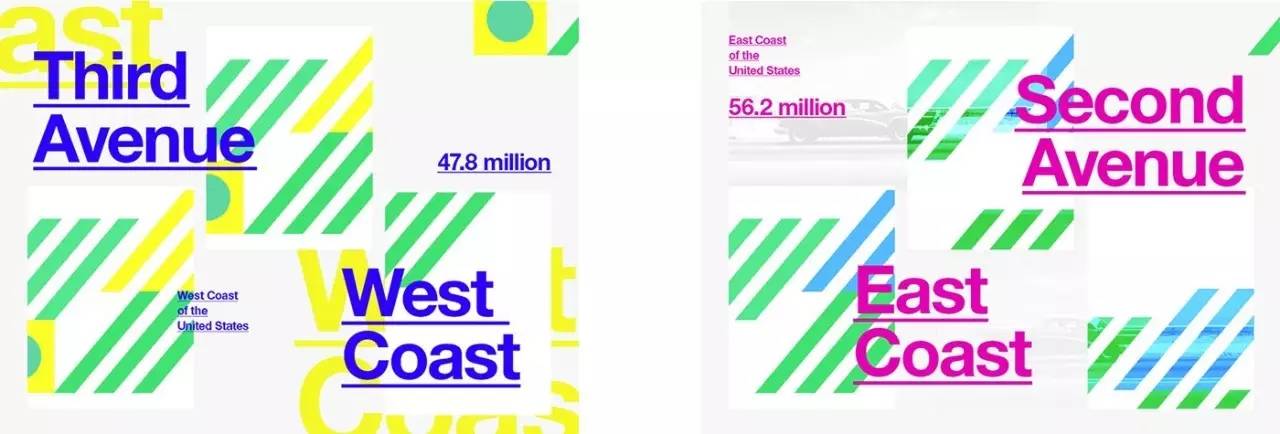 ast
Third
Avenue
47.8 million
West Coast
of the
United States
West
Coast
W t
Coas
East Coast
of the
United States
56.2 million
Second
Avenue
East
Coast